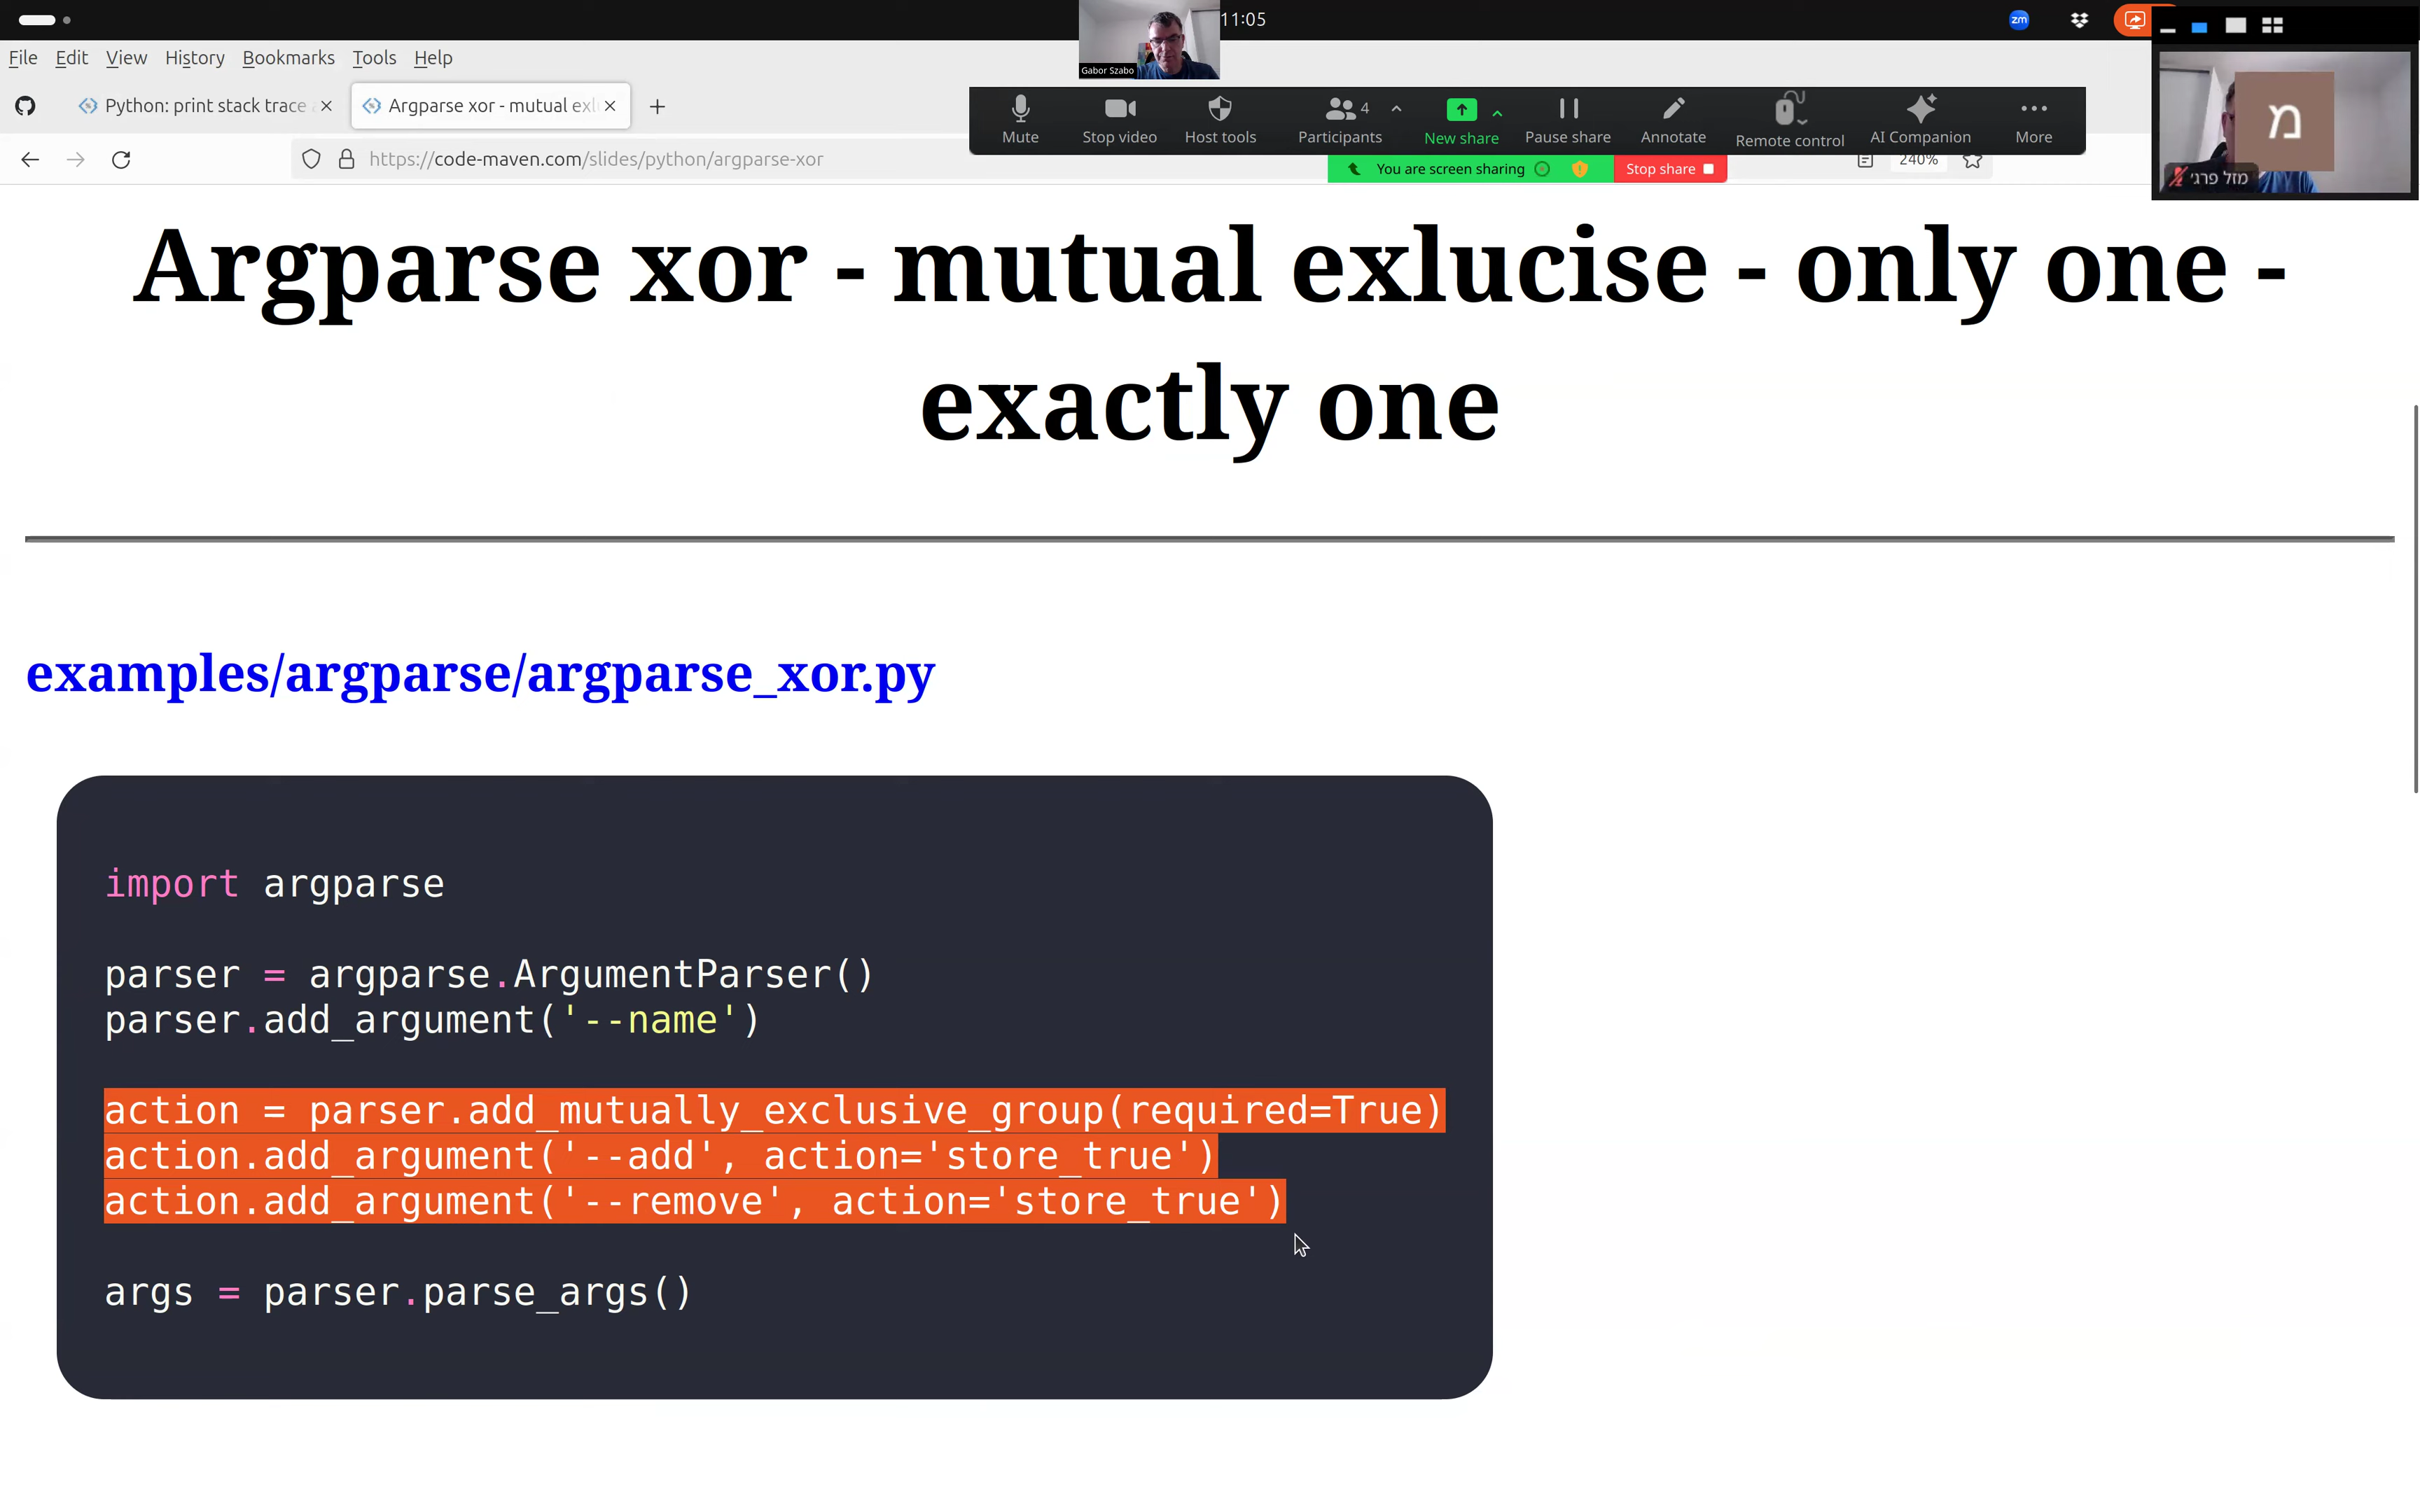 11:05
zm
File Edit View History Bookmarks Tools Help
Gabor Szabo
Python: print stack trace
Argparse xor - mutual exl
Mute Stop video Host tools Participants 4 New share Pause share Annotate Remote control AI Companion More
מ
מזל פרג'
https://code-maven.com/slides/python/argparse-xor
You are screen sharing Stop share
240%
Argparse xor - mutual exlucise - only one -
exactly one
examples/argparse/argparse_xor.py
import argparse
parser = argparse.ArgumentParser()
parser.add_argument('--name')
action = parser.add_mutually_exclusive_group(required=True)
action.add_argument('--add', action='store_true')
action.add_argument('--remove', action='store_true')
args = parser.parse_args()